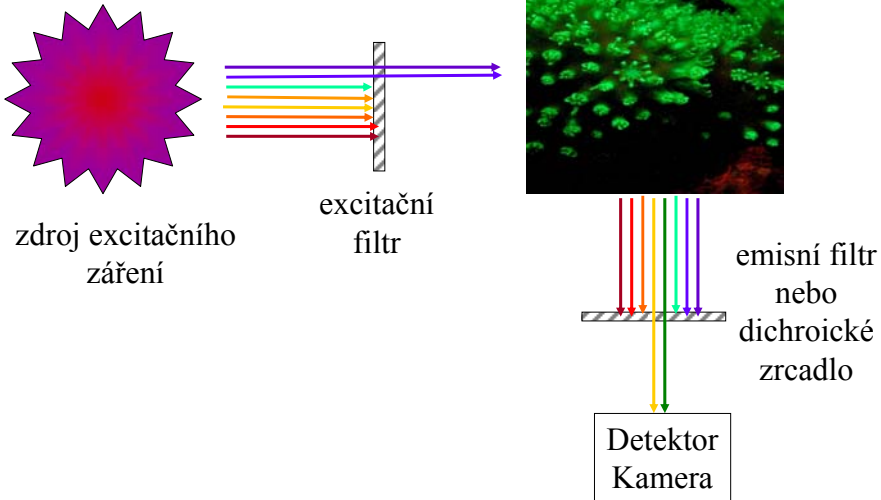 zdroj excitačního
záření
excitační
filtr
emisní filtr
nebo
dichroické
zrcadlo
Detektor
Kamera